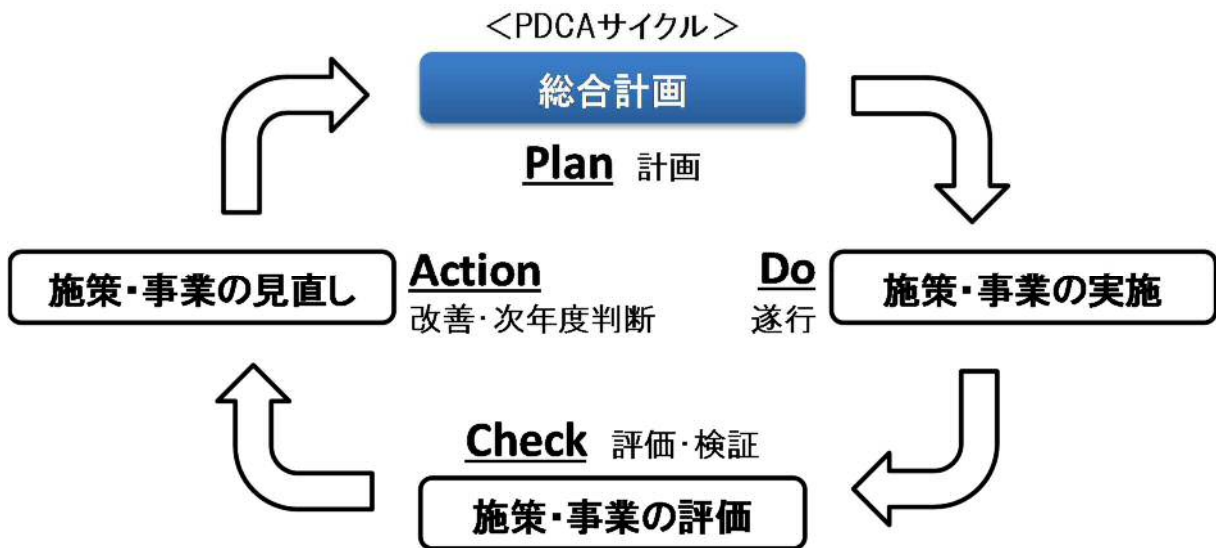 ＜PDCAサイクル＞
総合計画
Plan 計画
Do
遂行
施策・事業の実施
Check 評価・検証
施策・事業の評価
Action
改善・次年度判断
施策・事業の見直し